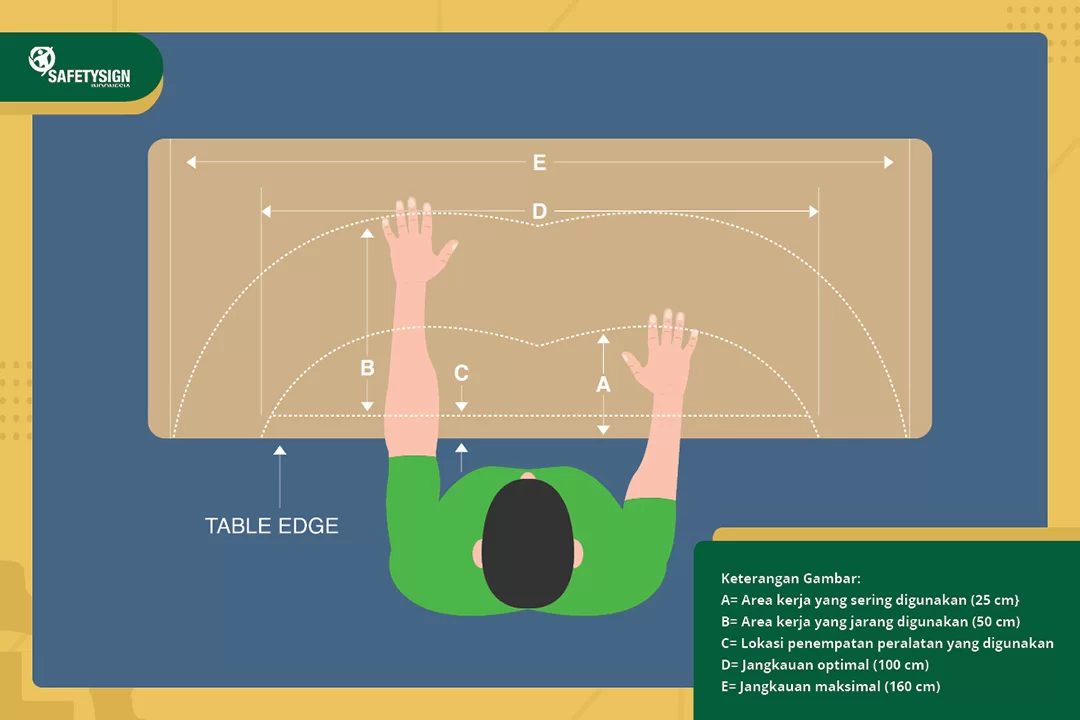 SAFETYSIGN
INDONESIA
E
D
B
C
A
TABLE EDGE
Keterangan Gambar:
A= Area kerja yang sering digunakan (25 cm}
B= Area kerja yang jarang digunakan (50 cm)
C= Lokasi penempatan peralatan yang digunakan
D= Jangkauan optimal (100 cm)
E= Jangkauan maksimal (160 cm)